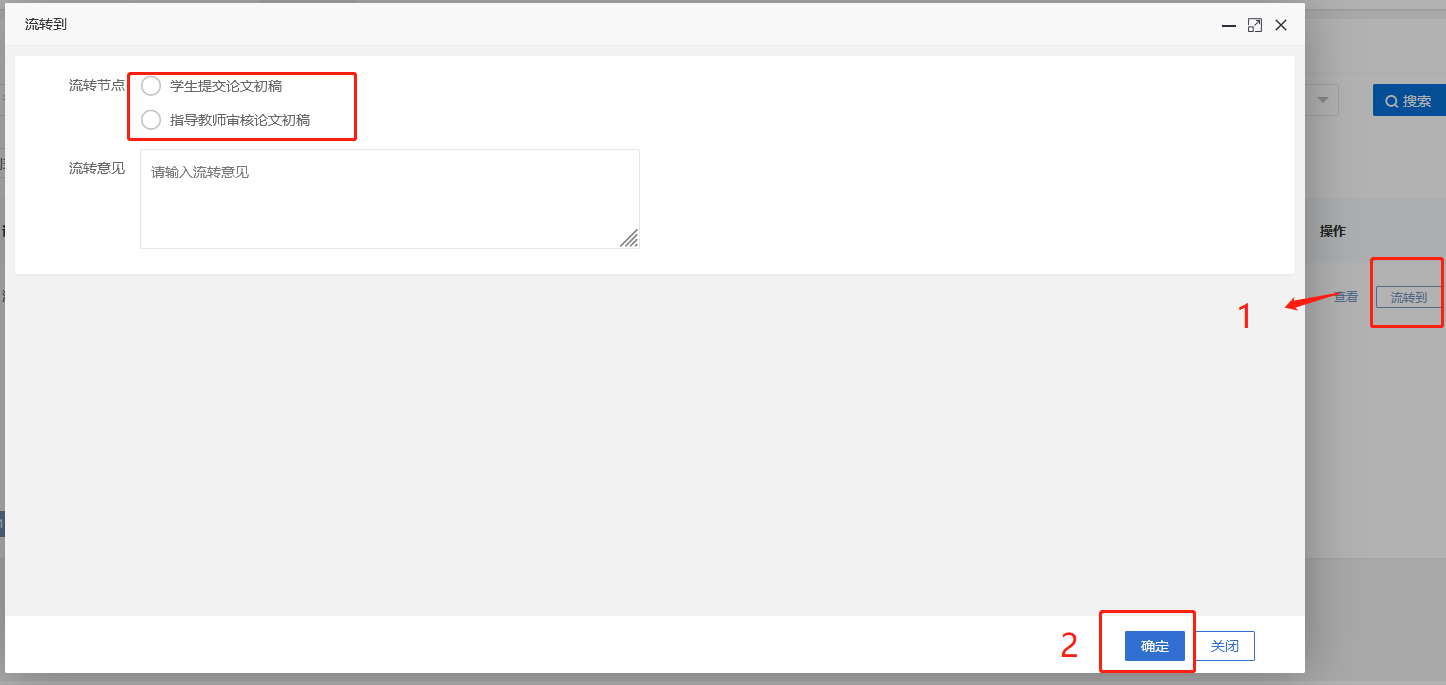 流转到
流转节点
学生提交论文初稿
指导教师审核论文初稿
搜索
流转意见
请输入流转意见
操作
查看
流转到
1
2
确定
关闭